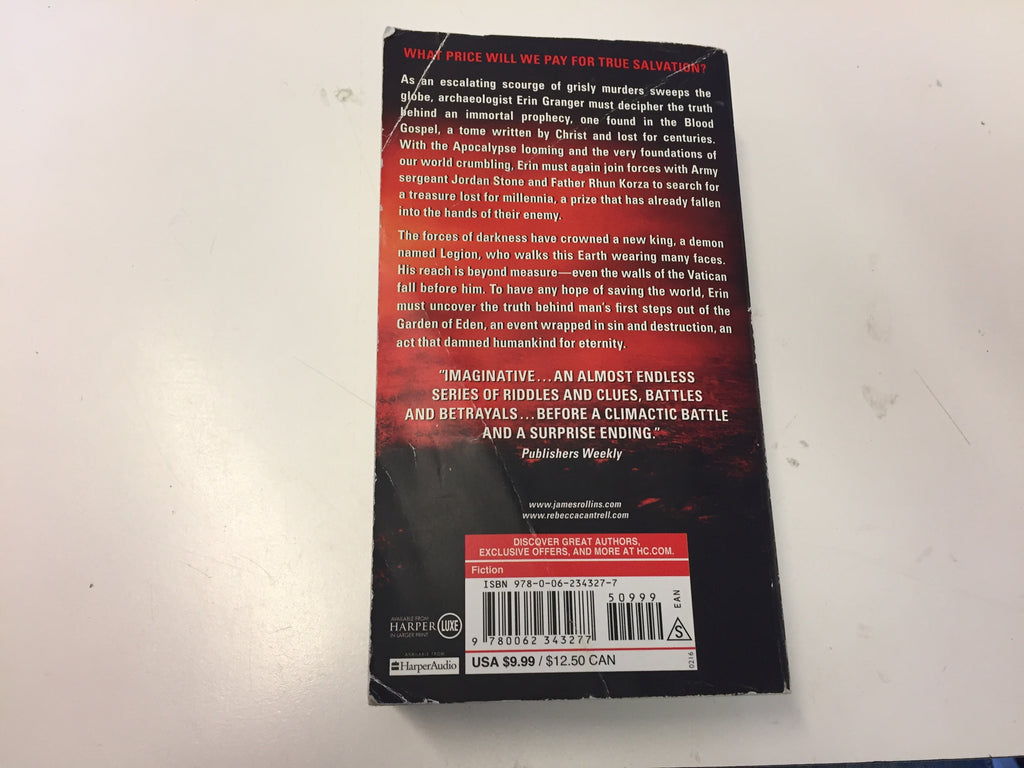 WHAT PRICE WILL WE PAY FOR TRUE SALVATION?
As an escalating scourge of grisly murders sweeps the
globe, archaeologist Erin Granger must decipher the truth
behind an immortal prophecy, one found in the Blood
Gospel, a tome written by Christ and lost for centuries.
With the Apocalypse looming and the very foundations of
our world crumbling, Erin must again join forces with Army
sergeant Jordan Stone and Father Rhun Korza to search for
a treasure lost for millennia, a prize that has already fallen
into the hands of their enemy.
The forces of darkness have crowned a new king, a demon
named Legion, who walks this Earth wearing many faces.
His reach is beyond measure—even the walls of the Vatican
fall before him. To have any hope of saving the world, Erin
must uncover the truth behind man's first steps out of the
Garden of Eden, an event wrapped in sin and destruction, an
act that damned humankind for eternity.
"IMAGINATIVE...AN ALMOST ENDLESS
SERIES OF RIDDLES AND CLUES, BATTLES
AND BETRAYALS...BEFORE A CLIMACTIC BATTLE
AND A SURPRISE ENDING."
Publishers Weekly
www.jamesrollins.com
www.rebeccacantrell.com
DISCOVER GREAT AUTHORS,
EXCLUSIVE OFFERS, AND MORE AT HC.COM.
Fiction
ISBN 978-0-06-234327-7
50999
EAN
S
9 780062 343277
USA $9.99 / $12.50 CAN
0216
AVAILABLE FROM
HARPER LUXE
IN LARGER PRINT
AVAILABLE FROM
HarperAudio